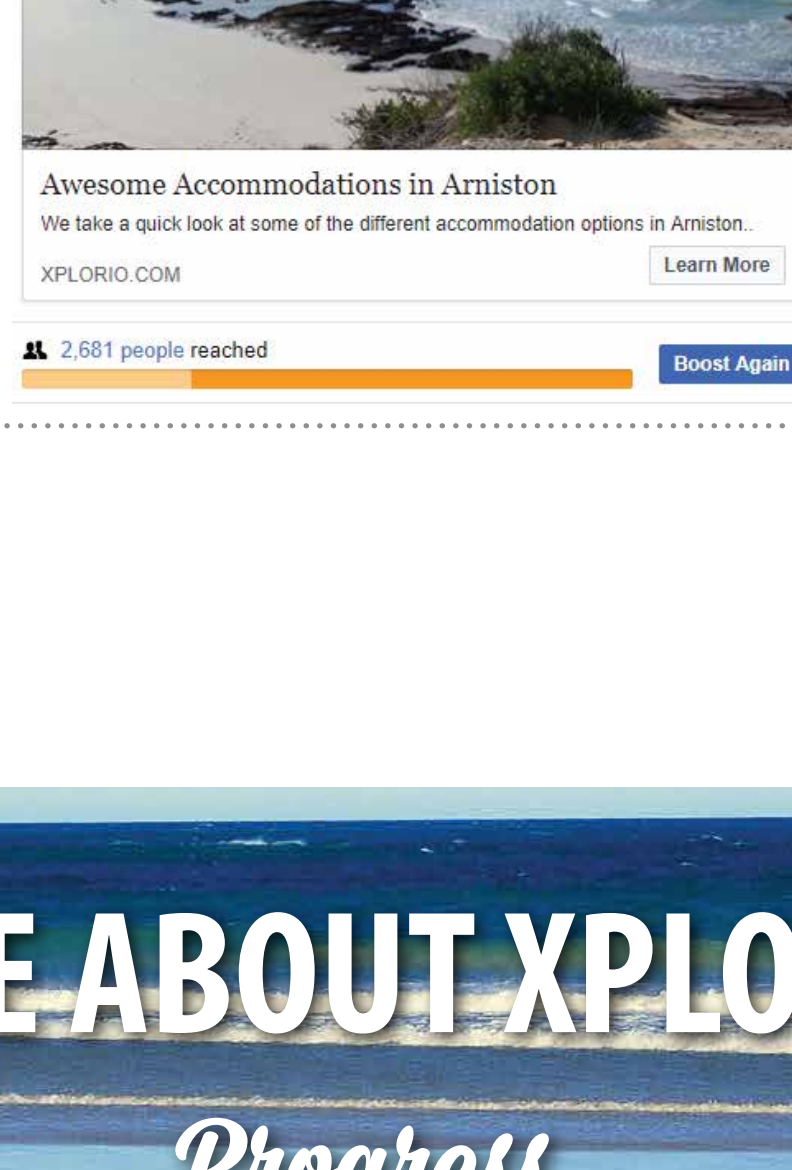 Awesome Accommodations in Arniston
We take a quick look at some of the different accommodation options in Arniston..
XPLORIO.COM
Learn More
2,681 people reached
Boost Again
E ABOUT XPLO
Progress